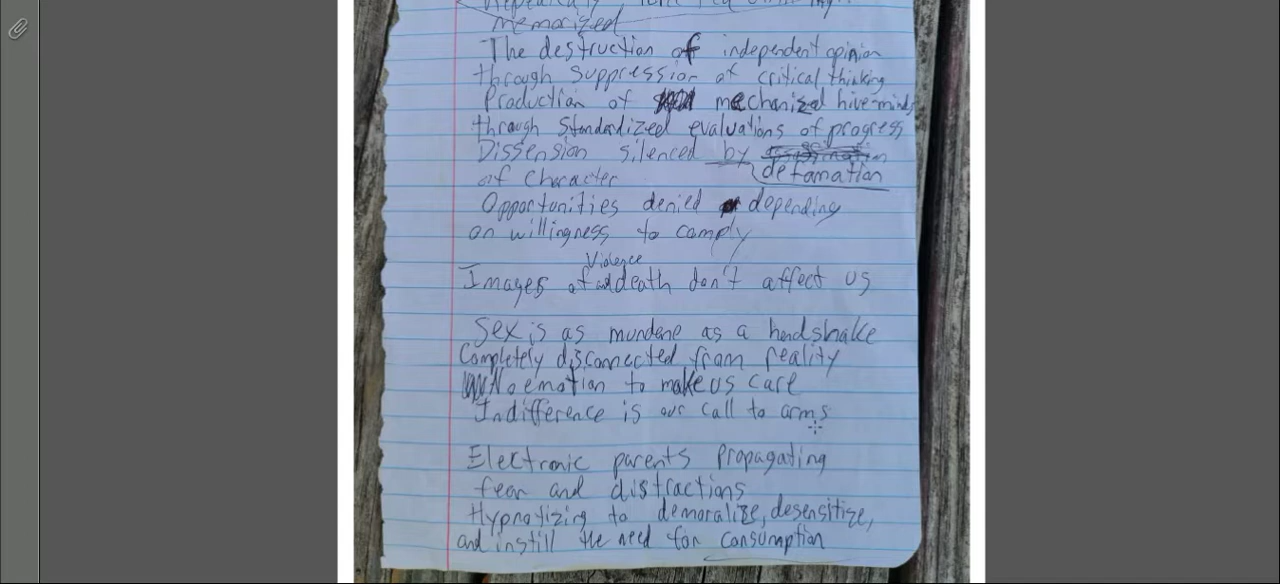 Repeatedly,
memorized
The destruction of independent opinion
through suppression of critical thinking
Production of mechanized hive-minds
through standardized evaluations of progress
Dissension silenced by
defamation
of character
Opportunities denied depending
on willingness to comply
Violence
Images of and death don't affect us
Sex is as mundane as a handshake
Completely disconnected from reality
No emotion to make us care
Indifference is our call to arms
Electronic parents propagating
fear and distractions
Hypnotizing to demoralize, desensitize,
and instill the need for consumption